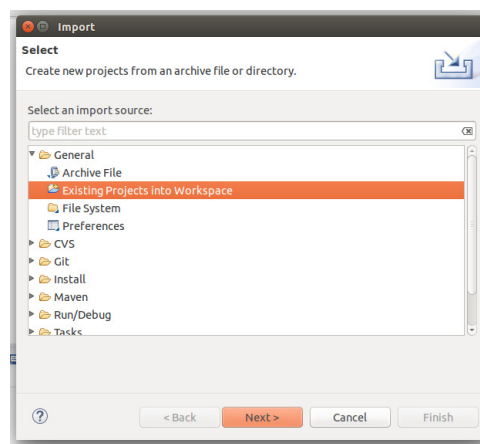 Import
Select
Create new projects from an archive file or directory.
Select an import source:
type filter text
General
Archive File
Existing Projects into Workspace
File System
Preferences
CVS
Git
Install
Maven
Run/Debug
Tasks
?
< Back Next > Cancel Finish